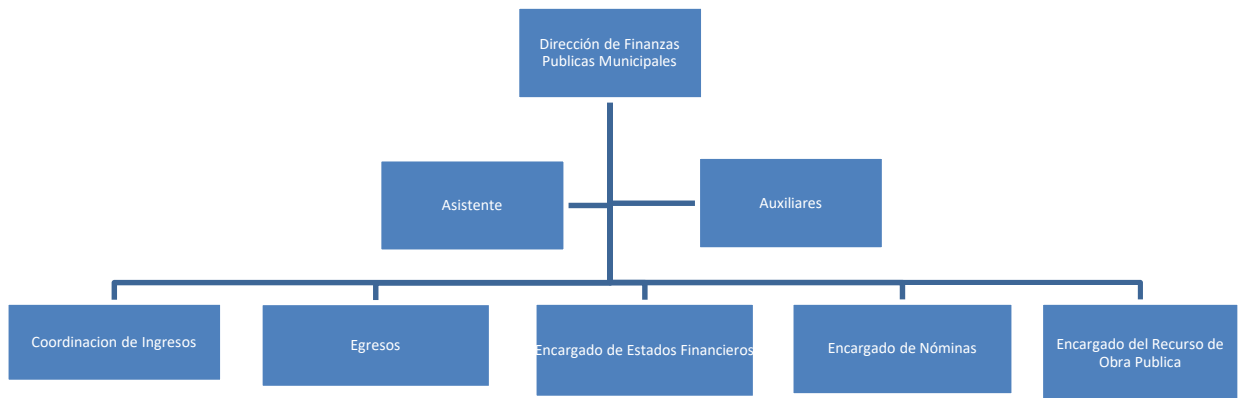 Dirección de Finanzas
Publicas Municipales
Asistente
Auxiliares
Coordinacion de Ingresos
Egresos
Encargado de Estados Financieros
Encargado de Nóminas
Encargado del Recurso de
Obra Publica